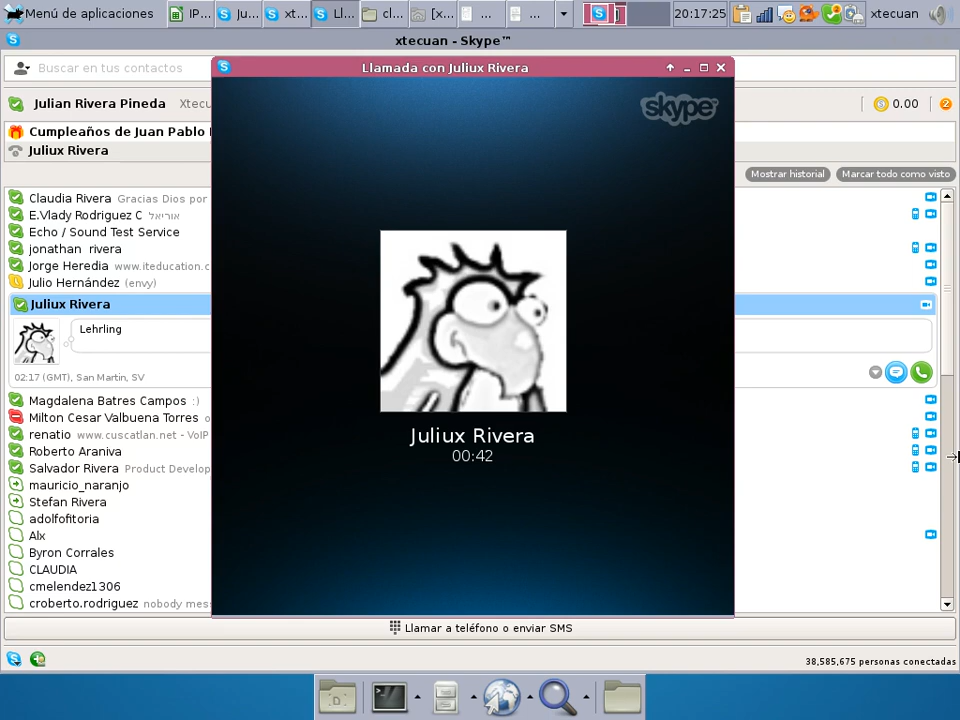 Menú de aplicaciones
IP...
Ju...
xt...
Ll...
cl...
[x...
...
...
20:17:25
xtecuan
xtecuan - Skype™
Buscar en tus contactos
Llamada con Juliux Rivera
Julian Rivera Pineda
Xtecu
0.00
2
Cumpleaños de Juan Pablo
Juliux Rivera
Mostrar historial
Marcar todo como visto
skype
Claudia Rivera Gracias Dios por
E.Vlady Rodriguez C אוריאל
Echo / Sound Test Service
jonathan rivera
Jorge Heredia www.iteducation.c
Julio Hernández (envy)
Juliux Rivera
Lehrling
02:17 (GMT), San Martin, SV
Juliux Rivera
00:42
Magdalena Batres Campos :)
Milton Cesar Valbuena Torres
renatio www.cuscatlan.net - VoIP
Roberto Araniva
Salvador Rivera Product Develop
mauricio_naranjo
Stefan Rivera
adolfofitoria
Alx
Byron Corrales
CLAUDIA
cmelendez1306
croberto.rodriguez nobody mes
Llamar a teléfono o enviar SMS
38,585,675 personas conectadas